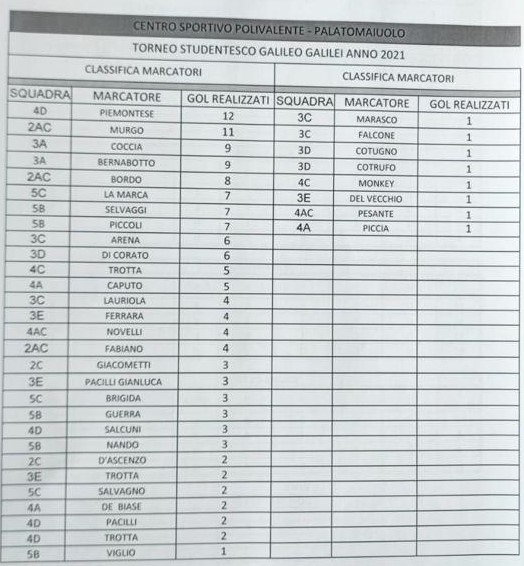 CENTRO SPORTIVO POLIVALENTE - PALATOMAIUOLO
TORNEO STUDENTESCO GALILEO GALILEI ANNO 2021
CLASSIFICA MARCATORI
SQUADRA MARCATORE GOL REALIZZATI
4D PIEMONTESE 12
2AC MURGO 11
3A COCCIA 9
3A BERNABOTTO 9
2AC BORDO 8
5C LA MARCA 7
5B SELVAGGI 7
5B PICCOLI 7
3C ARENA 6
3D DI CORATO 6
4C TROTTA 5
4A CAPUTO 5
3C LAURIOLA 4
3E FERRARA 4
4AC NOVELLI 4
2AC FABIANO 4
2C GIACOMETTI 3
3E PACILLI GIANLUCA 3
5C BRIGIDA 3
5B GUERRA 3
4D SALCUNI 3
5B NANDO 3
2C D'ASCENZO 2
3E TROTTA 2
5C SALVAGNO 2
4A DE BIASE 2
4D PACILLI 2
4D TROTTA 2
5B VIGLIO 1
CLASSIFICA MARCATORI
SQUADRA MARCATORE GOL REALIZZATI
3C MARASCO 1
3C FALCONE 1
3D COTUGNO 1
3D COTRUFO 1
4C MONKEY 1
3E DEL VECCHIO 1
4AC PESANTE 1
4A PICCIA 1